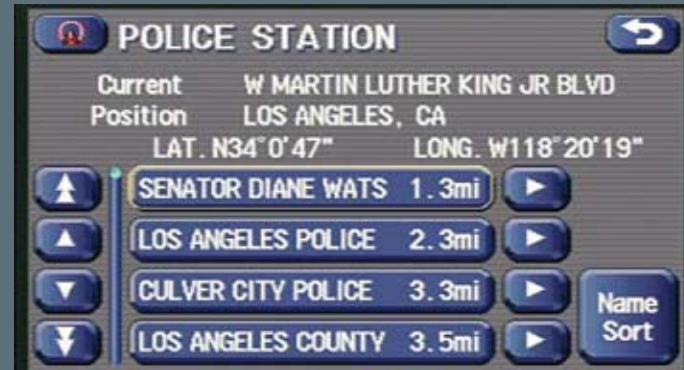 POLICE STATION
Current W MARTIN LUTHER KING JR BLVD
Position LOS ANGELES, CA
LAT. N34°0'47" LONG. W118°20'19"
SENATOR DIANE WATS 1.3mi
LOS ANGELES POLICE 2.3mi
CULVER CITY POLICE 3.3mi
LOS ANGELES COUNTY 3.5mi
Name
Sort